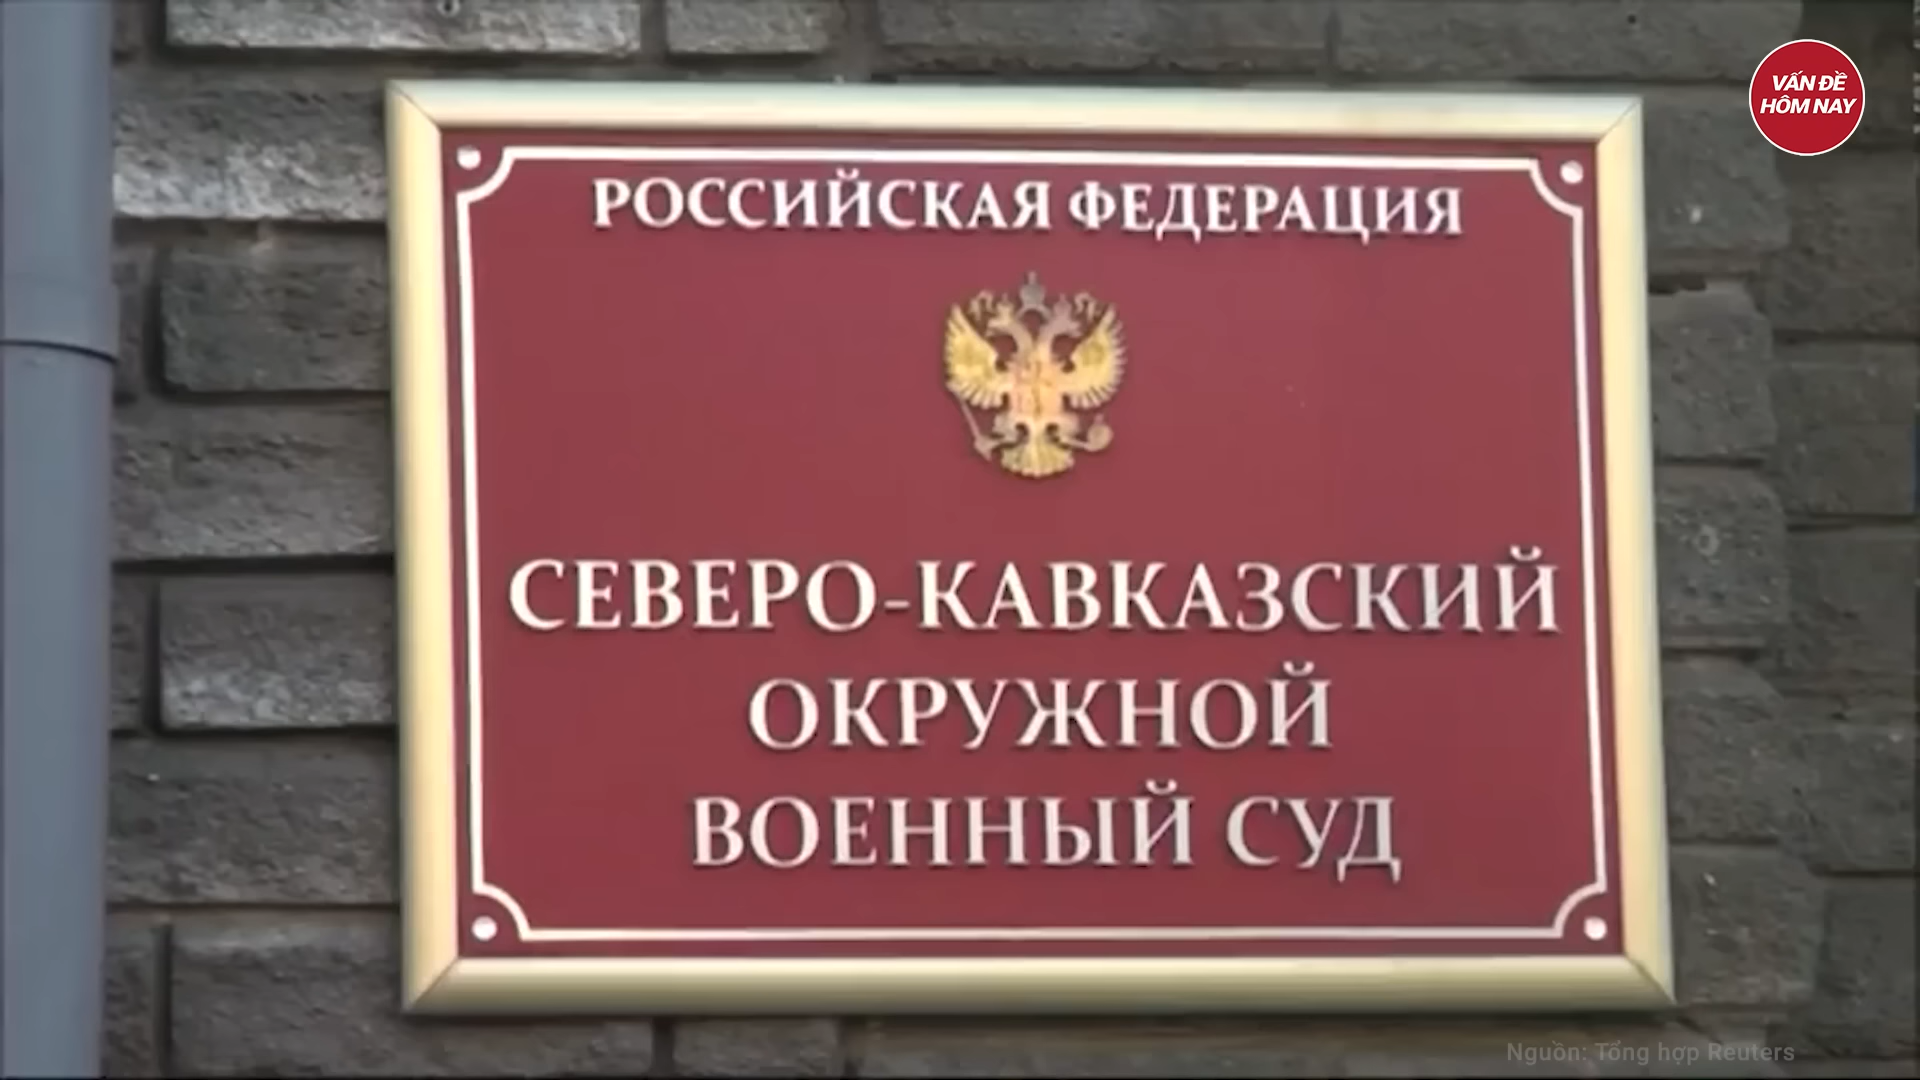 VẤN ĐỀ
HÔM NAY
РОССИЙСКАЯ ФЕДЕРАЦИЯ
СЕВЕРО-КАВКАЗСКИЙ
ОКРУЖНОЙ
ВОЕННЫЙ СУД
Nguồn: Tổng hợp Reuters